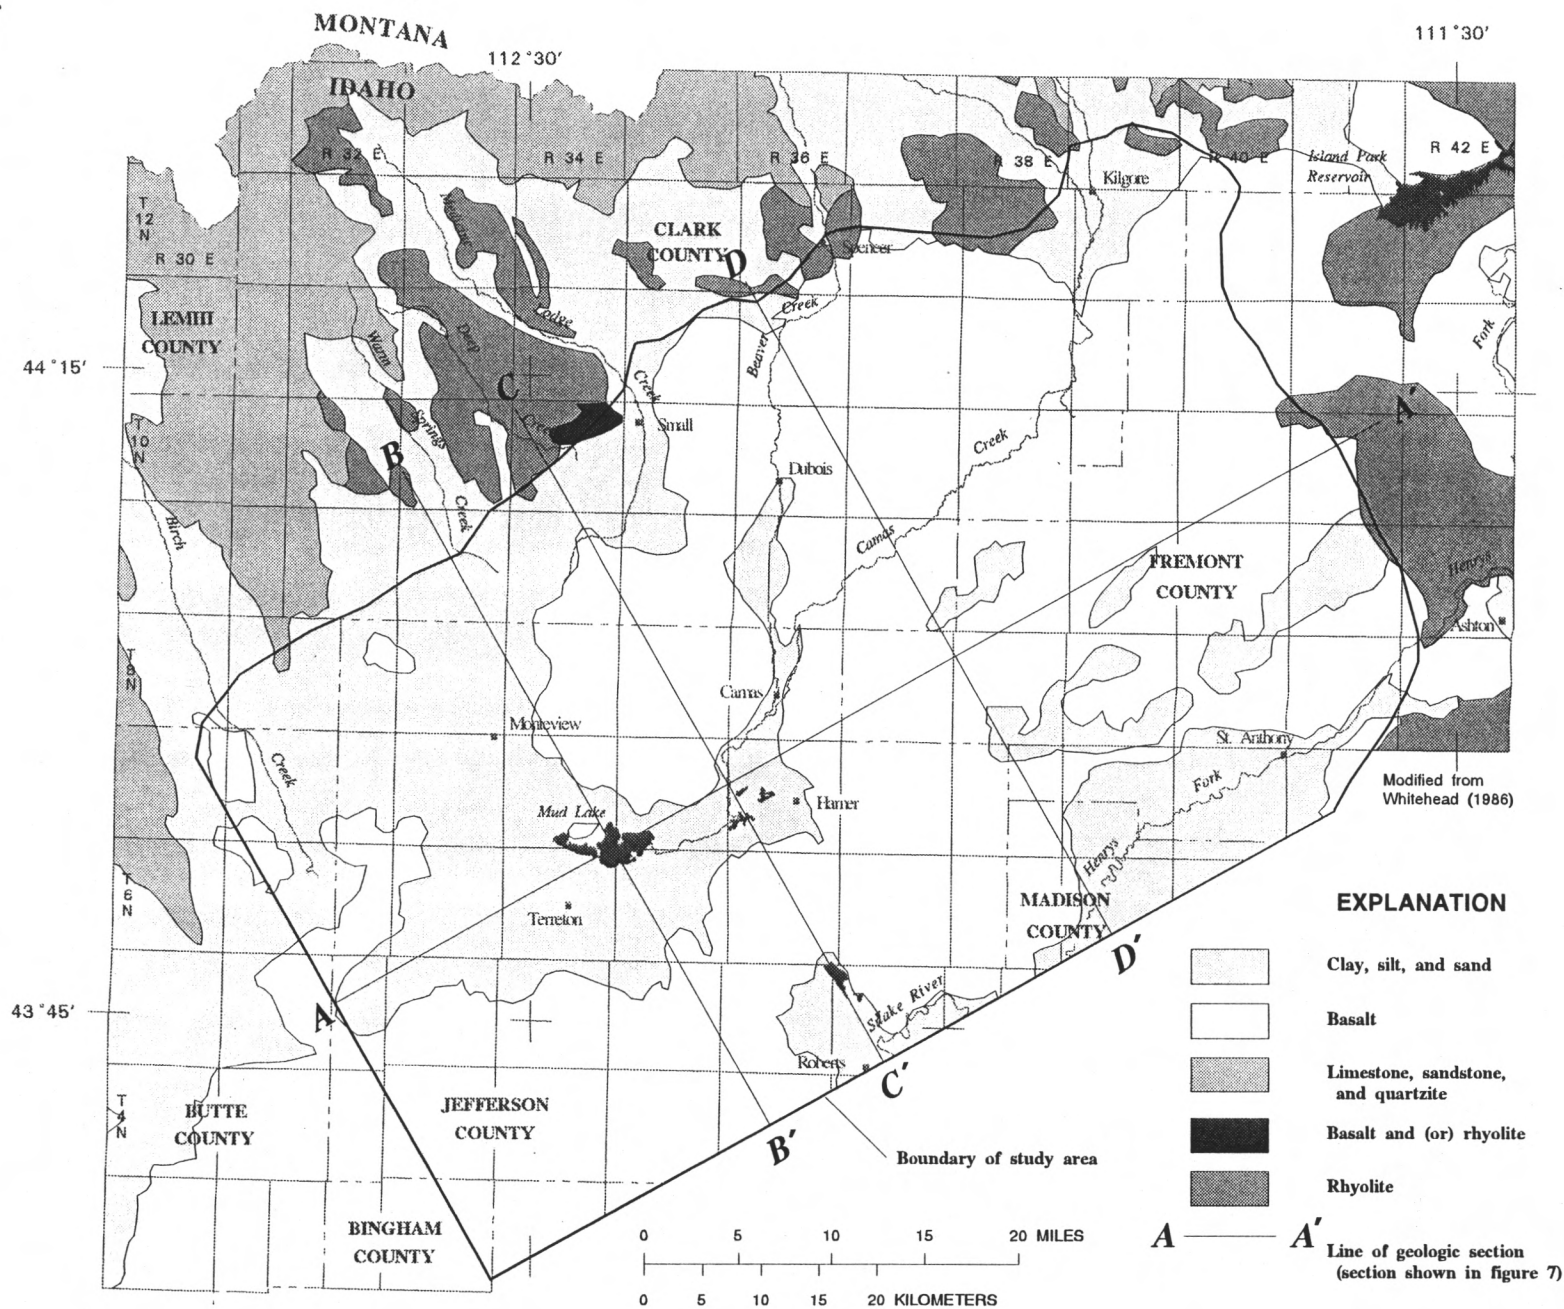 MONTANA
111°30′
112°30′
IDAHO
R 32 E
R 34 E
R 36 E
R 38 E
R 40 E
Island Park
Reservoir
R 42 E
Kilgore
T
12
N
Medicine
CLARK
COUNTY
D
Spencer
R 30 E
Creek
LEMHI
COUNTY
Lodge
Deep
Warm
Beaver
Fork
44°15′
C
Creek
A′
Small
Creek
T
10
N
Springs
B
Creek
Dubois
Creek
Birch
Camas
FREMONT
COUNTY
Henrys
Ashton
T
8
N
Camas
Monteview
St. Anthony
Creek
Fork
Modified from
Whitehead (1986)
Mud Lake
Hamer
Henrys
T
6
N
Terreton
MADISON
COUNTY
D′
EXPLANATION
Clay, silt, and sand
43°45′
A
Snake River
Basalt
Roberts
C′
Limestone, sandstone,
and quartzite
T
4
N
BUTTE
COUNTY
JEFFERSON
COUNTY
B′
Boundary of study area
Basalt and (or) rhyolite
Rhyolite
BINGHAM
COUNTY
0 5 10 15 20 MILES
0 5 10 15 20 KILOMETERS
A A′ Line of geologic section
(section shown in figure 7)